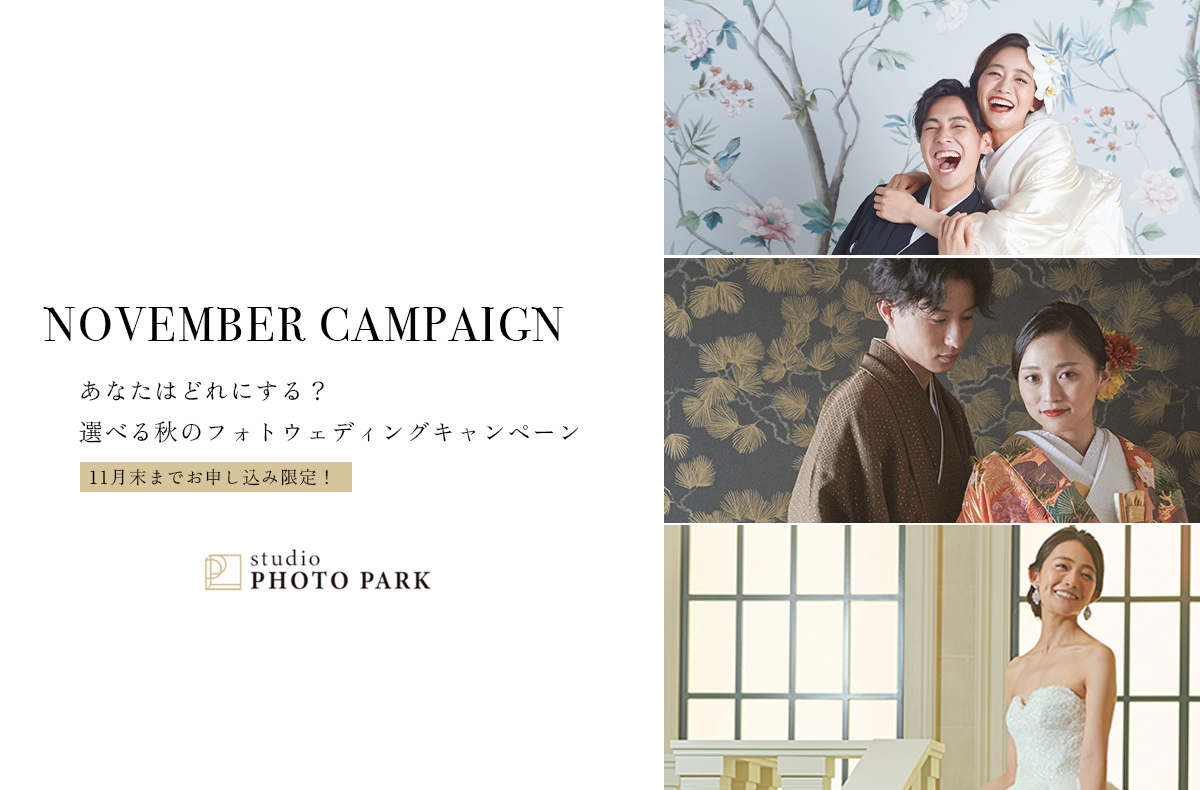 NOVEMBER CAMPAIGN
あなたはどれにする？
選べる秋のフォトウェディングキャンペーン
11月末までお申し込み限定！
studio
PHOTO PARK